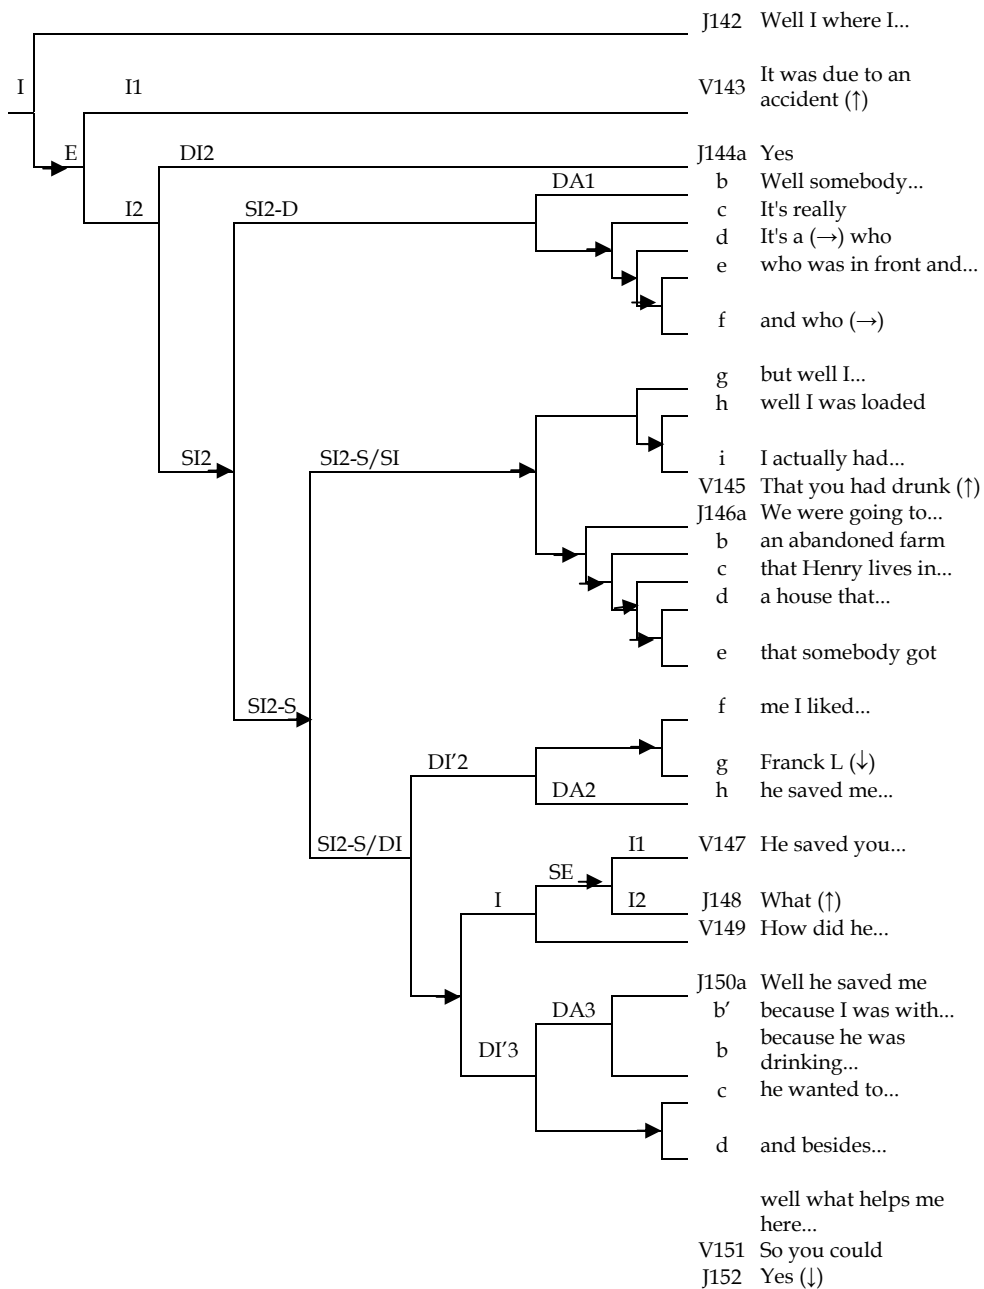 J142 Well I where I...
I I1 V143 It was due to an
accident (↑)
E DI2 J144a Yes
DA1 b Well somebody...
I2 SI2-D c It's really
d It's a (→) who
e who was in front and...
f and who (→)
g but well I...
h well I was loaded
SI2 SI2-S/SI i I actually had...
V145 That you had drunk (↑)
J146a We were going to...
b an abandoned farm
c that Henry lives in...
d a house that...
e that somebody got
SI2-S f me I liked...
DI'2 g Franck L (↓)
DA2 h he saved me...
SI2-S/DI I1 V147 He saved you...
SE
I I2 J148 What (↑)
V149 How did he...
J150a Well he saved me
DA3 b’ because I was with...
because he was
DI'3 b drinking...
c he wanted to...
d and besides...
well what helps me
here...
V151 So you could
J152 Yes (↓)